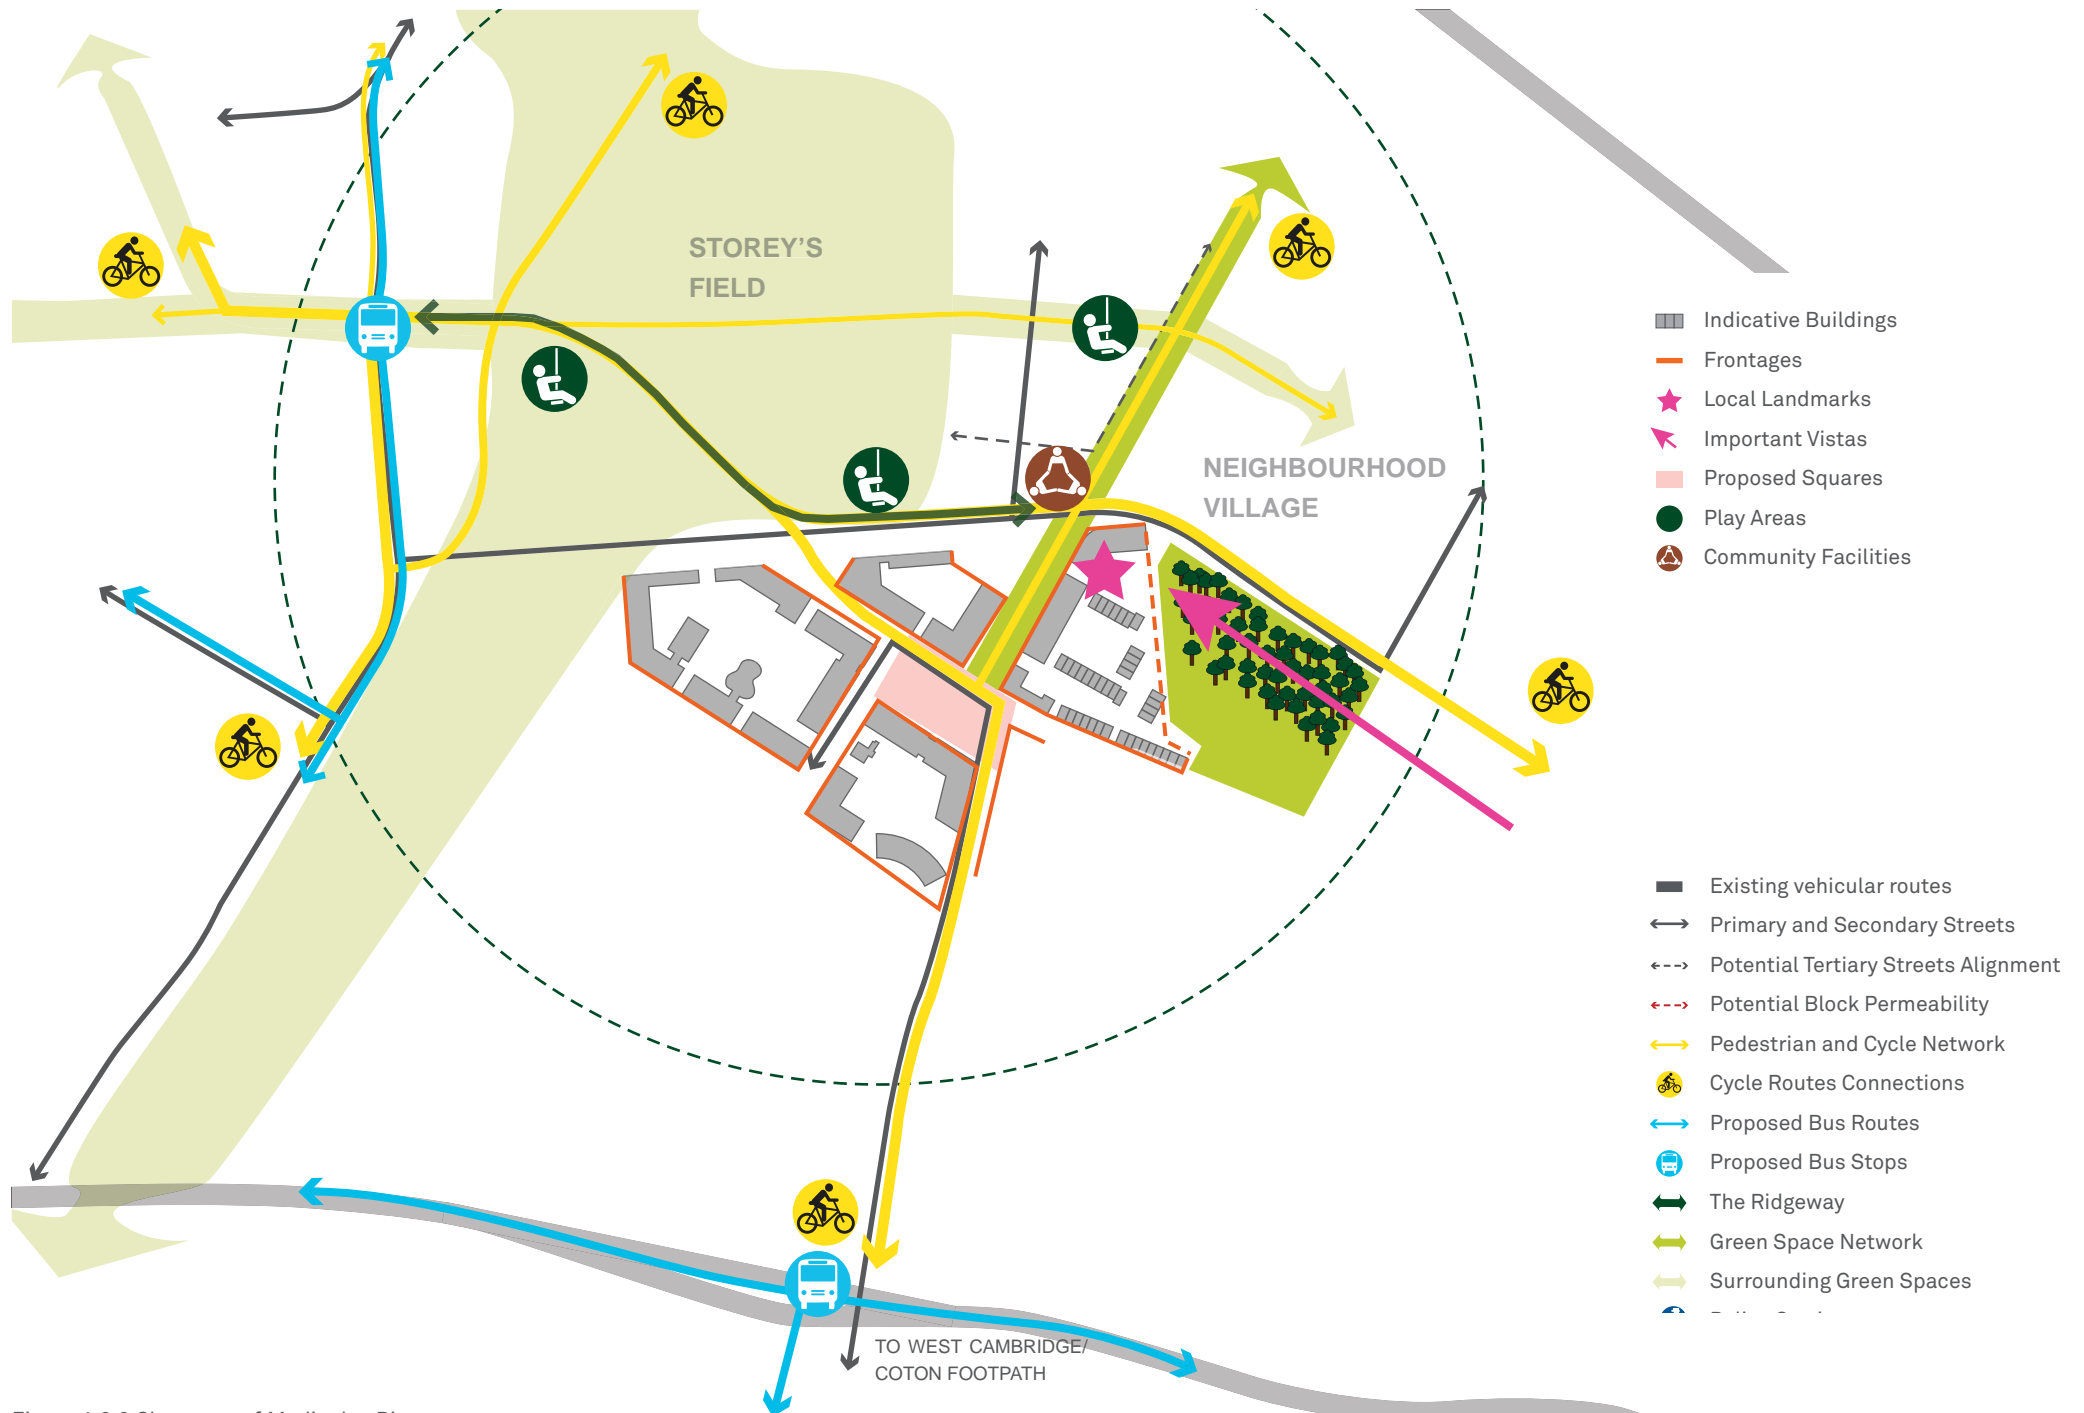 STOREY'S
FIELD
NEIGHBOURHOOD
VILLAGE
Indicative Buildings
Frontages
Local Landmarks
Important Vistas
Proposed Squares
Play Areas
Community Facilities
Existing vehicular routes
Primary and Secondary Streets
Potential Tertiary Streets Alignment
Potential Block Permeability
Pedestrian and Cycle Network
Cycle Routes Connections
Proposed Bus Routes
Proposed Bus Stops
The Ridgeway
Green Space Network
Surrounding Green Spaces
TO WEST CAMBRIDGE/
COTON FOOTPATH